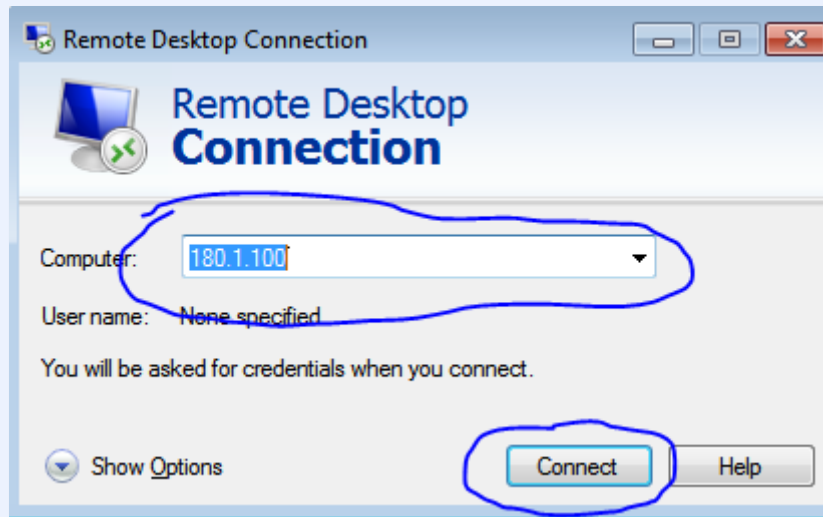 Remote Desktop Connection
Remote Desktop
Connection
Computer: 180.1.100
User name: None specified
You will be asked for credentials when you connect.
Show Options Connect Help